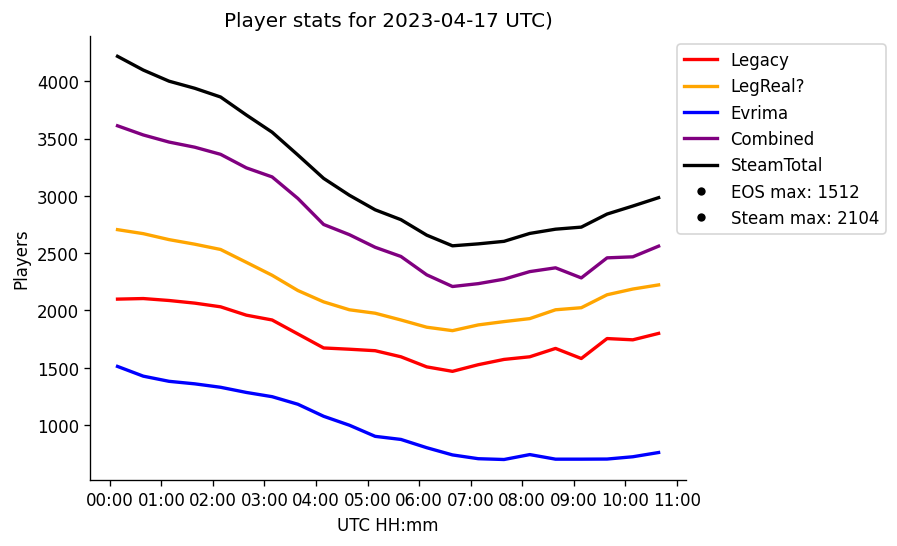 Player stats for 2023-04-17 UTC)
Legacy
LegReal?
Evrima
Combined
SteamTotal
EOS max: 1512
Steam max: 2104
Players
4000
3500
3000
2500
2000
1500
1000
00:00 01:00 02:00 03:00 04:00 05:00 06:00 07:00 08:00 09:00 10:00 11:00
UTC HH:mm